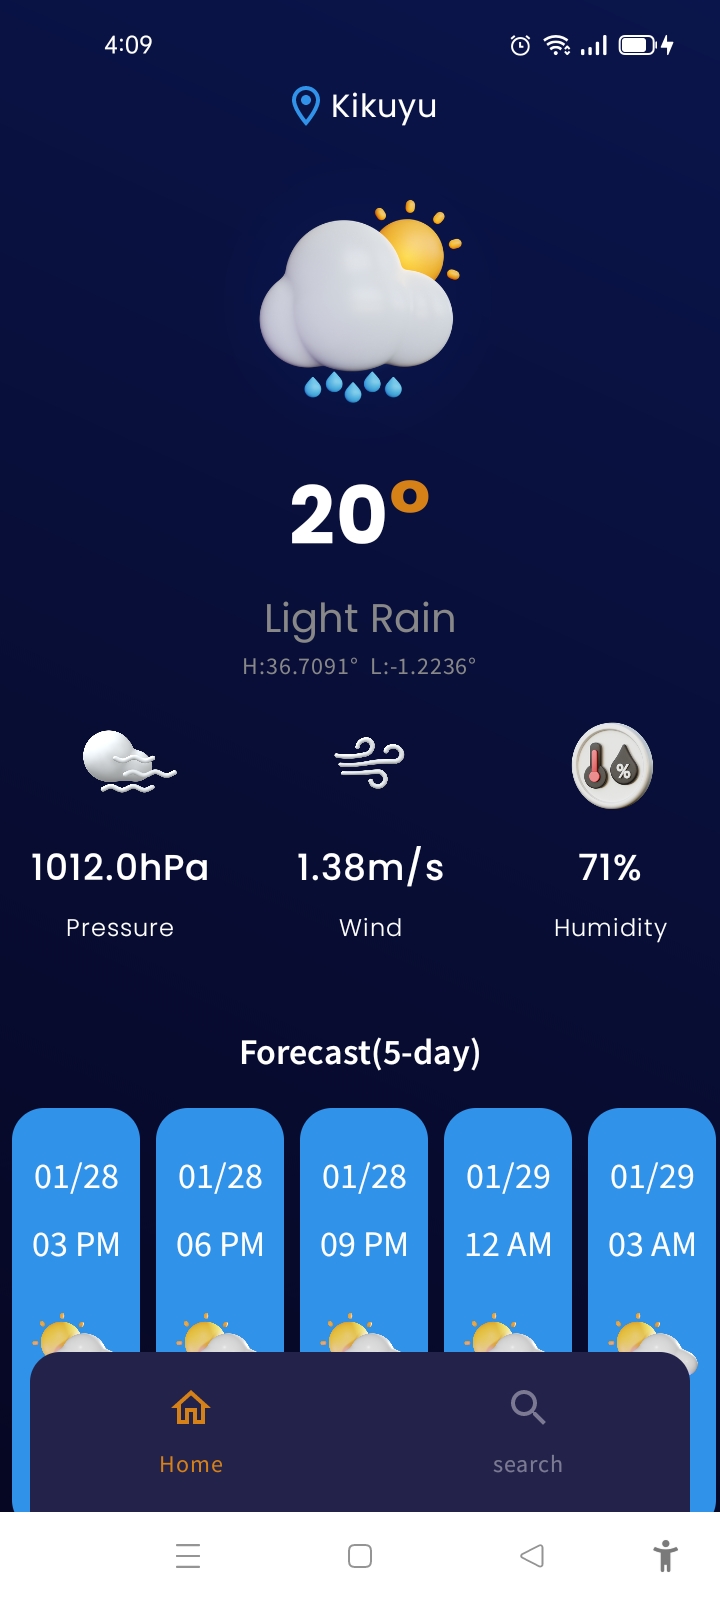 4:09
Kikuyu
20°
Light Rain
H:36.7091° L:-1.2236°
%
1012.0hPa 1.38m/s 71%
Pressure Wind Humidity
Forecast(5-day)
01/28 01/28 01/28 01/29 01/29
03 PM 06 PM 09 PM 12 AM 03 AM
Home search